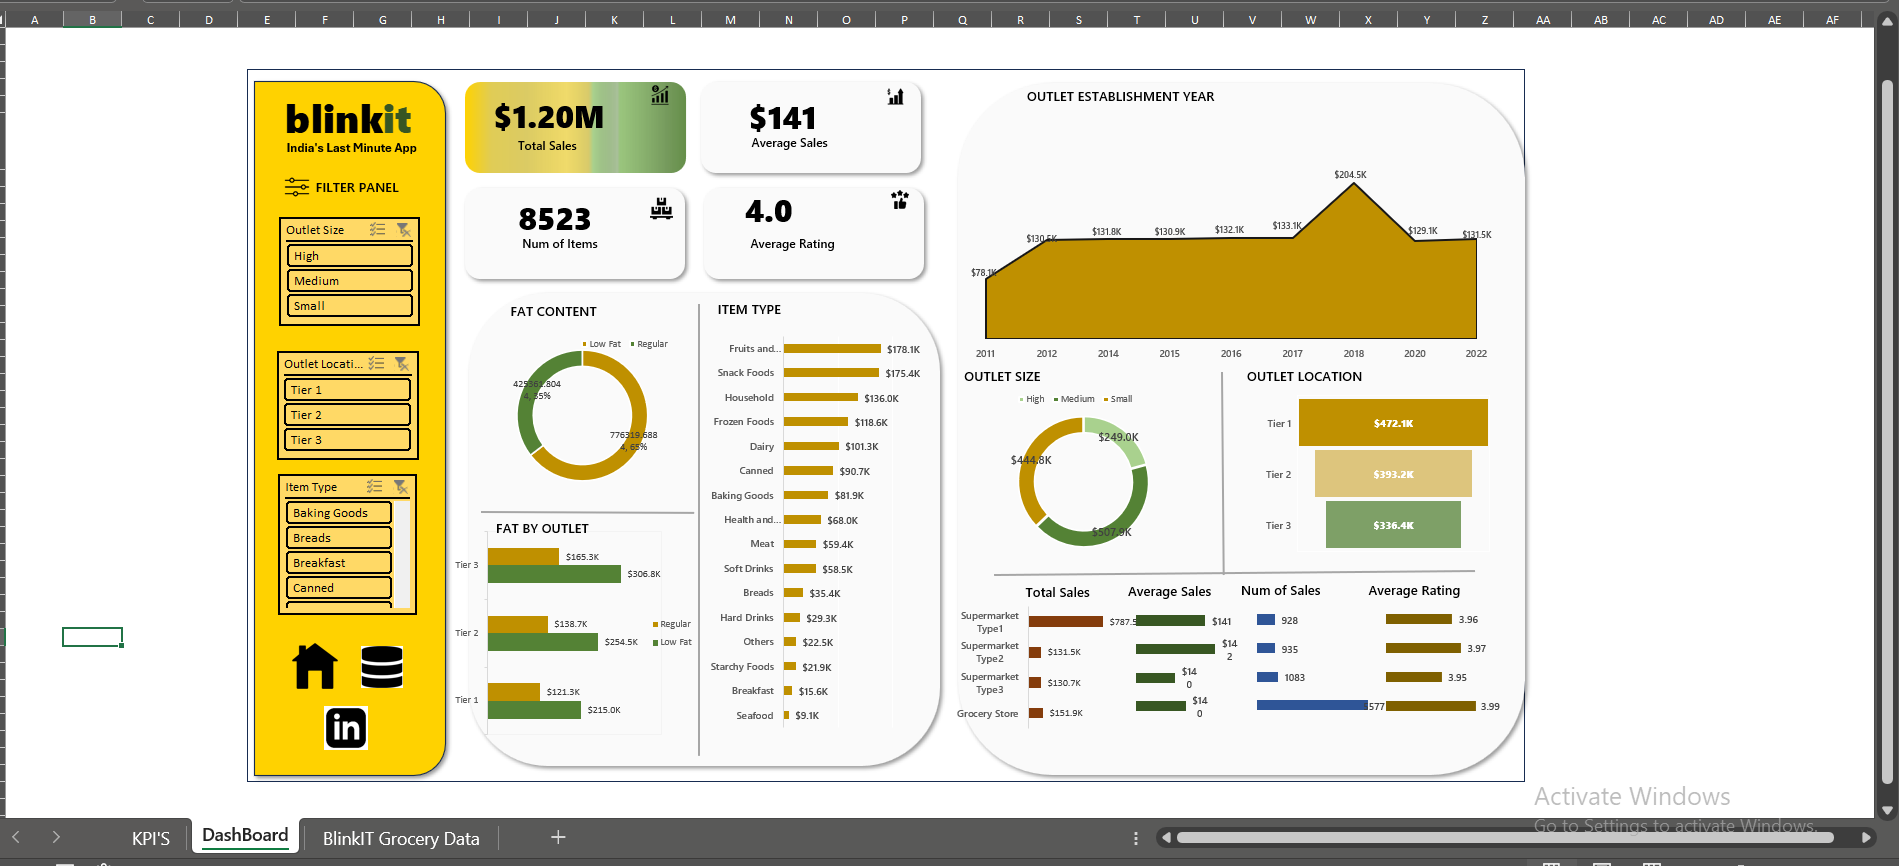 A B C D E F G H I J K L M N O P Q R S T U V W X Y Z AA AB AC AD AE AF
blinkit
India's Last Minute App
FILTER PANEL
Outlet Size
High
Medium
Small
Outlet Locati...
Tier 1
Tier 2
Tier 3
Item Type
Baking Goods
Breads
Breakfast
Canned
in
$1.20M
Total Sales
$141
Average Sales
8523
Num of Items
4.0
Average Rating
FAT CONTENT
Low Fat Regular
425361.804
4, 35%
776319.688
4, 65%
FAT BY OUTLET
Tier 3 $165.3K
$306.8K
Tier 2 $138.7K
$254.5K
Regular
Low Fat
Tier 1 $121.3K
$215.0K
ITEM TYPE
Fruits and... $178.1K
Snack Foods $175.4K
Household $136.0K
Frozen Foods $118.6K
Dairy $101.3K
Canned $90.7K
Baking Goods $81.9K
Health and... $68.0K
Meat $59.4K
Soft Drinks $58.5K
Breads $35.4K
Hard Drinks $29.3K
Others $22.5K
Starchy Foods $21.9K
Breakfast $15.6K
Seafood $9.1K
OUTLET ESTABLISHMENT YEAR
$78.1K $130.5K $131.8K $130.9K $132.1K $133.1K $204.5K $129.1K $131.5K
2011 2012 2014 2015 2016 2017 2018 2020 2022
OUTLET SIZE
High Medium Small
$249.0K
$444.8K
$507.9K
OUTLET LOCATION
Tier 1 $472.1K
Tier 2 $393.2K
Tier 3 $336.4K
Total Sales Average Sales Num of Sales Average Rating
Supermarket Type1 $787.5 $141 928 3.96
Supermarket Type2 $131.5K $142 935 3.97
Supermarket Type3 $130.7K $140 1083 3.95
Grocery Store $151.9K $140 577 3.99
Activate Windows
Go to Settings to activate Windows.
KPI'S DashBoard BlinkIT Grocery Data